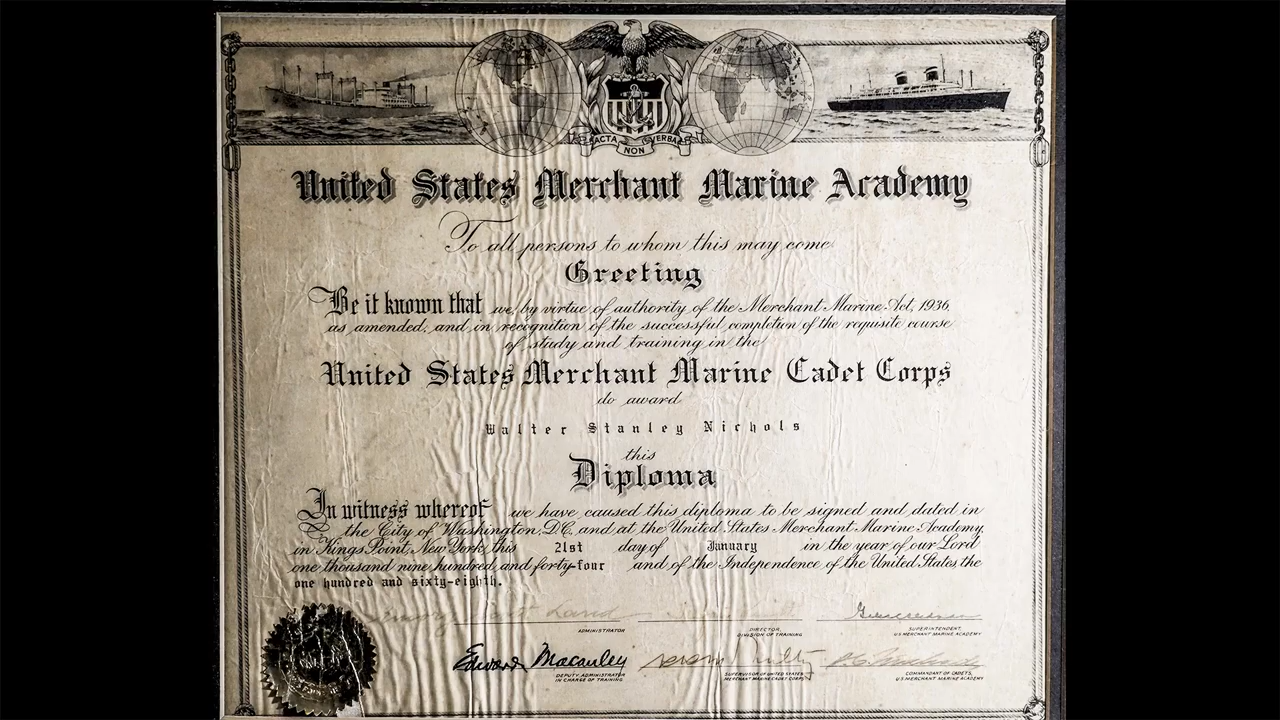 ACTA NON VERBA
United States Merchant Marine Academy
To all persons to whom this may come
Greeting
Be it known that we, by virtue of authority of the Merchant Marine Act, 1936,
as amended, and in recognition of the successful completion of the requisite course
of study and training in the
United States Merchant Marine Cadet Corps
do award
Walter Stanley Nichols
this
Diploma
In witness whereof we have caused this diploma to be signed and dated in
the City of Washington, D.C., and at the United States Merchant Marine Academy,
in Kings Point, New York, this 21st day of January in the year of our Lord
one thousand nine hundred and forty-four and of the Independence of the United States, the
one hundred and sixty-eighth.
Land
ADMINISTRATOR
DIRECTOR, DIVISION OF TRAINING
SUPERINTENDENT, U.S. MERCHANT MARINE ACADEMY
Edward Macauley
DEPUTY ADMINISTRATOR IN CHARGE OF TRAINING
SUPERVISOR OF UNITED STATES MERCHANT MARINE CADET CORPS
COMMANDANT OF CADETS, U.S. MERCHANT MARINE ACADEMY